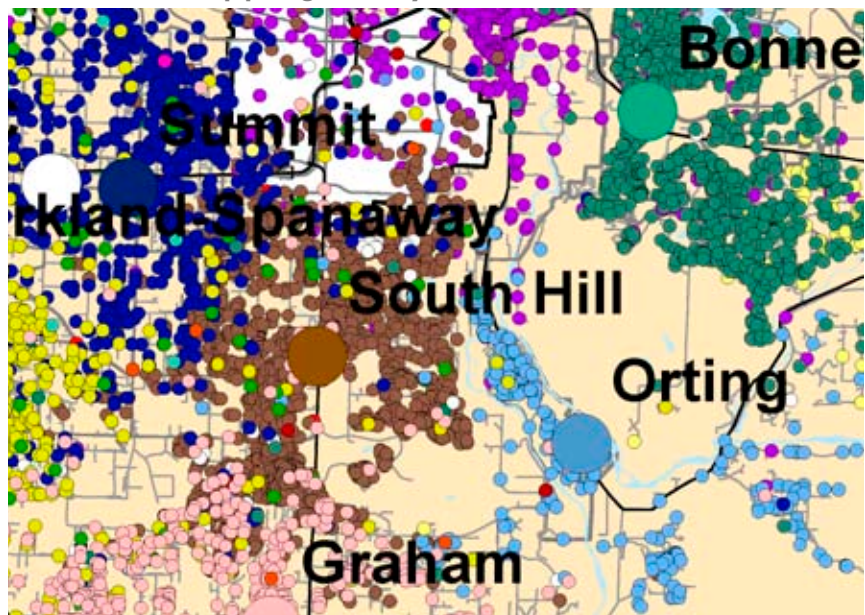 Bonne
Summit
rkland-Spanaway
South Hill
Orting
Graham